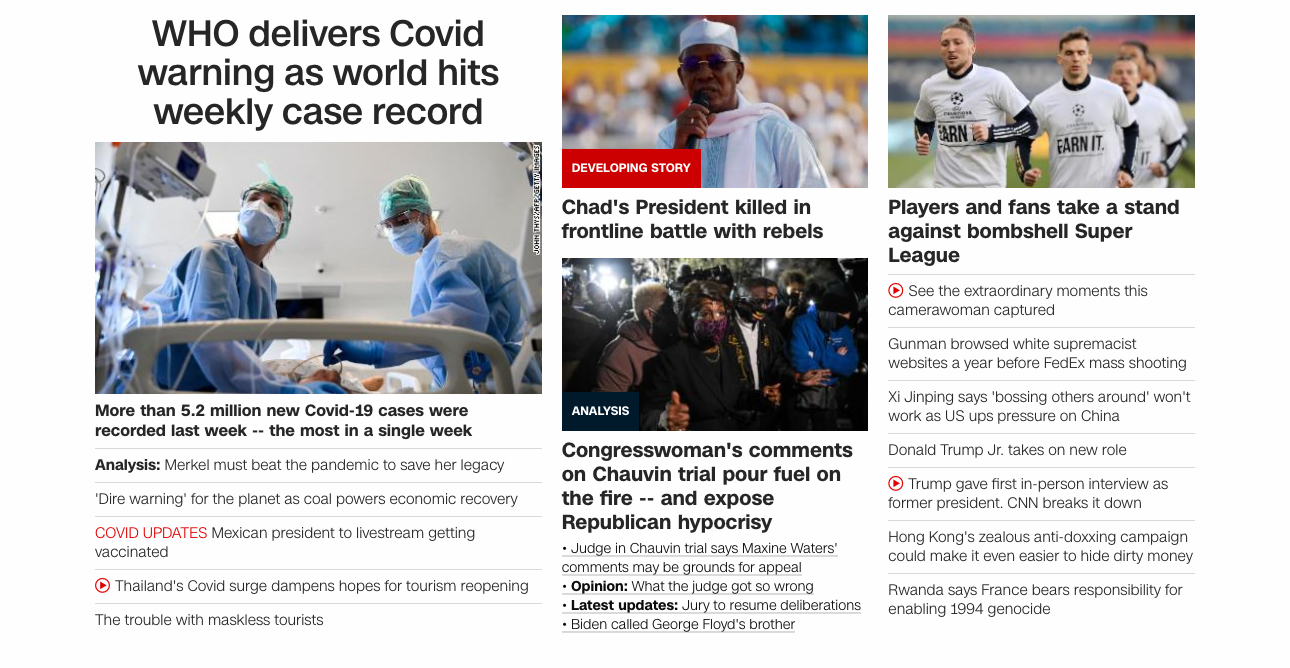 WHO delivers Covid
warning as world hits
weekly case record
JOHN THYS/AFP/GETTY IMAGES
More than 5.2 million new Covid-19 cases were
recorded last week -- the most in a single week
Analysis: Merkel must beat the pandemic to save her legacy
'Dire warning' for the planet as coal powers economic recovery
COVID UPDATES Mexican president to livestream getting
vaccinated
Thailand's Covid surge dampens hopes for tourism reopening
The trouble with maskless tourists
DEVELOPING STORY
Chad's President killed in
frontline battle with rebels
ANALYSIS
Congresswoman's comments
on Chauvin trial pour fuel on
the fire -- and expose
Republican hypocrisy
• Judge in Chauvin trial says Maxine Waters'
comments may be grounds for appeal
• Opinion: What the judge got so wrong
• Latest updates: Jury to resume deliberations
• Biden called George Floyd's brother
CHAMPIONS
EARN IT.
CHAMPIONS
EARN IT.
Players and fans take a stand
against bombshell Super
League
See the extraordinary moments this
camerawoman captured
Gunman browsed white supremacist
websites a year before FedEx mass shooting
Xi Jinping says 'bossing others around' won't
work as US ups pressure on China
Donald Trump Jr. takes on new role
Trump gave first in-person interview as
former president. CNN breaks it down
Hong Kong's zealous anti-doxxing campaign
could make it even easier to hide dirty money
Rwanda says France bears responsibility for
enabling 1994 genocide